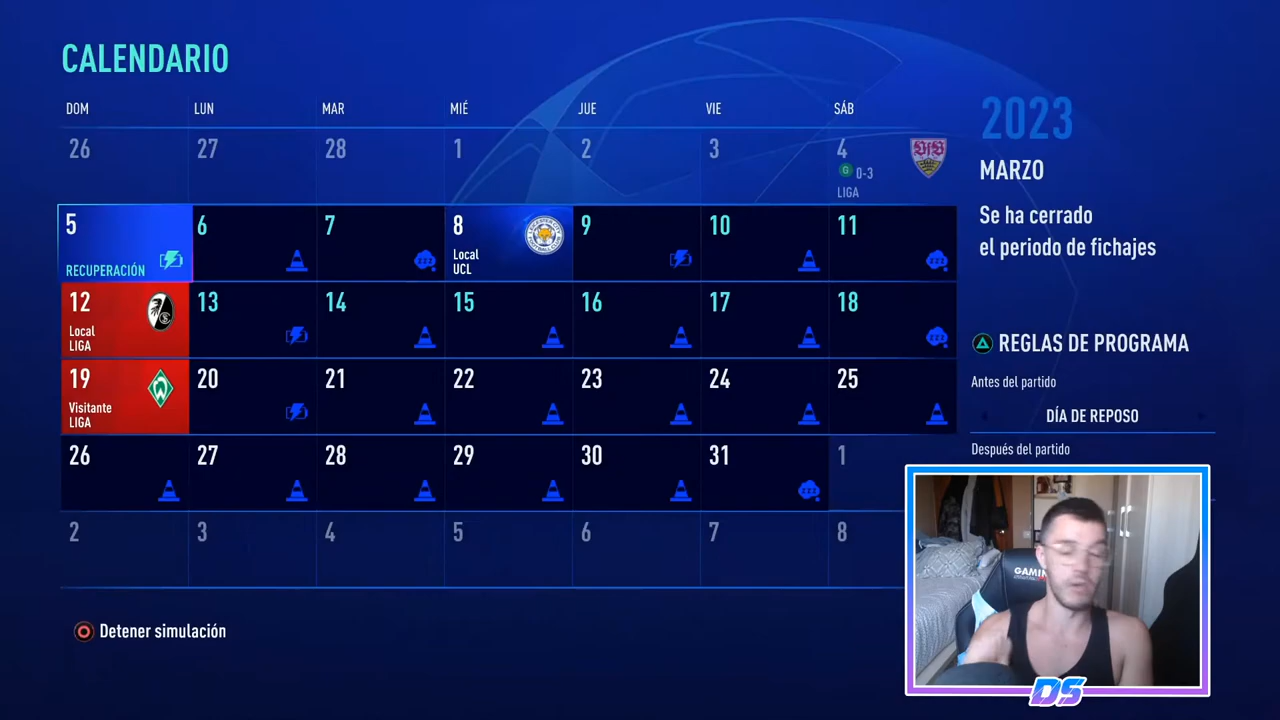 CALENDARIO
DOM LUN MAR MIÉ JUE VIE SÁB
26 27 28 1 2 3 4
G 0-3
LIGA
5 6 7 8 9 10 11
RECUPERACIÓN
Local
UCL
12 13 14 15 16 17 18
Local
LIGA
19 20 21 22 23 24 25
Visitante
LIGA
26 27 28 29 30 31 1
2 3 4 5 6 7 8
Detener simulación
2023
MARZO
Se ha cerrado
el periodo de fichajes
REGLAS DE PROGRAMA
Antes del partido
DÍA DE REPOSO
Después del partido
GAMING
DS